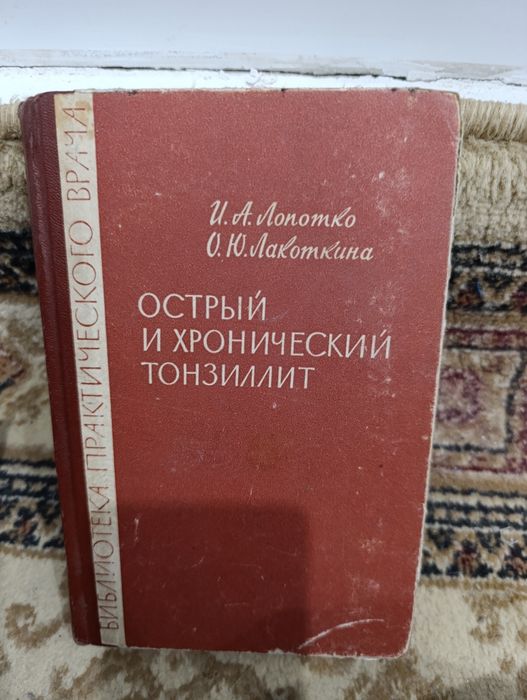 БИБЛИОТЕКА ПРАКТИЧЕСКОГО ВРАЧА
И. А. Лопотко
О. Ю. Лакоткина
ОСТРЫЙ
И ХРОНИЧЕСКИЙ
ТОНЗИЛЛИТ